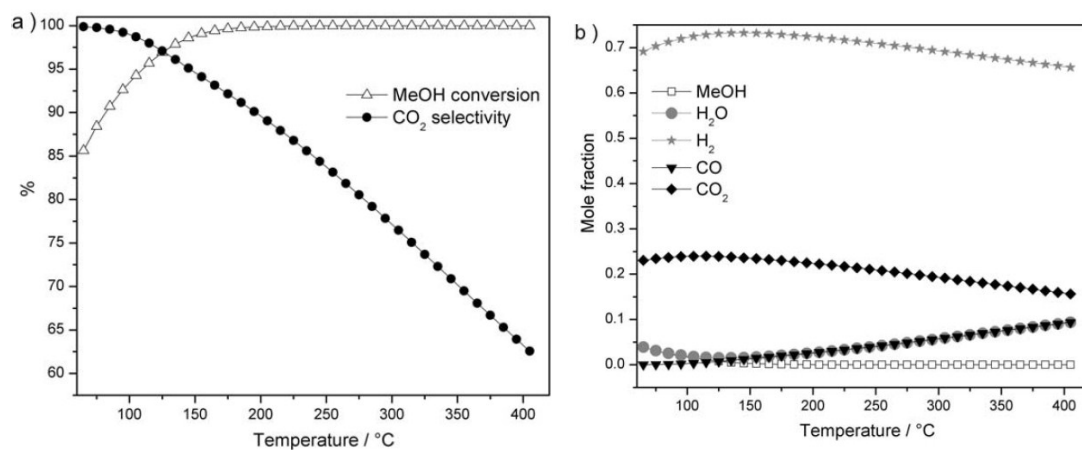 a )
100
95
90
85
80
75
70
65
60
%
MeOH conversion
CO₂ selectivity
100 150 200 250 300 350 400
Temperature / °C
b )
0.7
0.6
0.5
0.4
0.3
0.2
0.1
0.0
Mole fraction
MeOH
H₂O
H₂
CO
CO₂
100 150 200 250 300 350 400
Temperature / °C